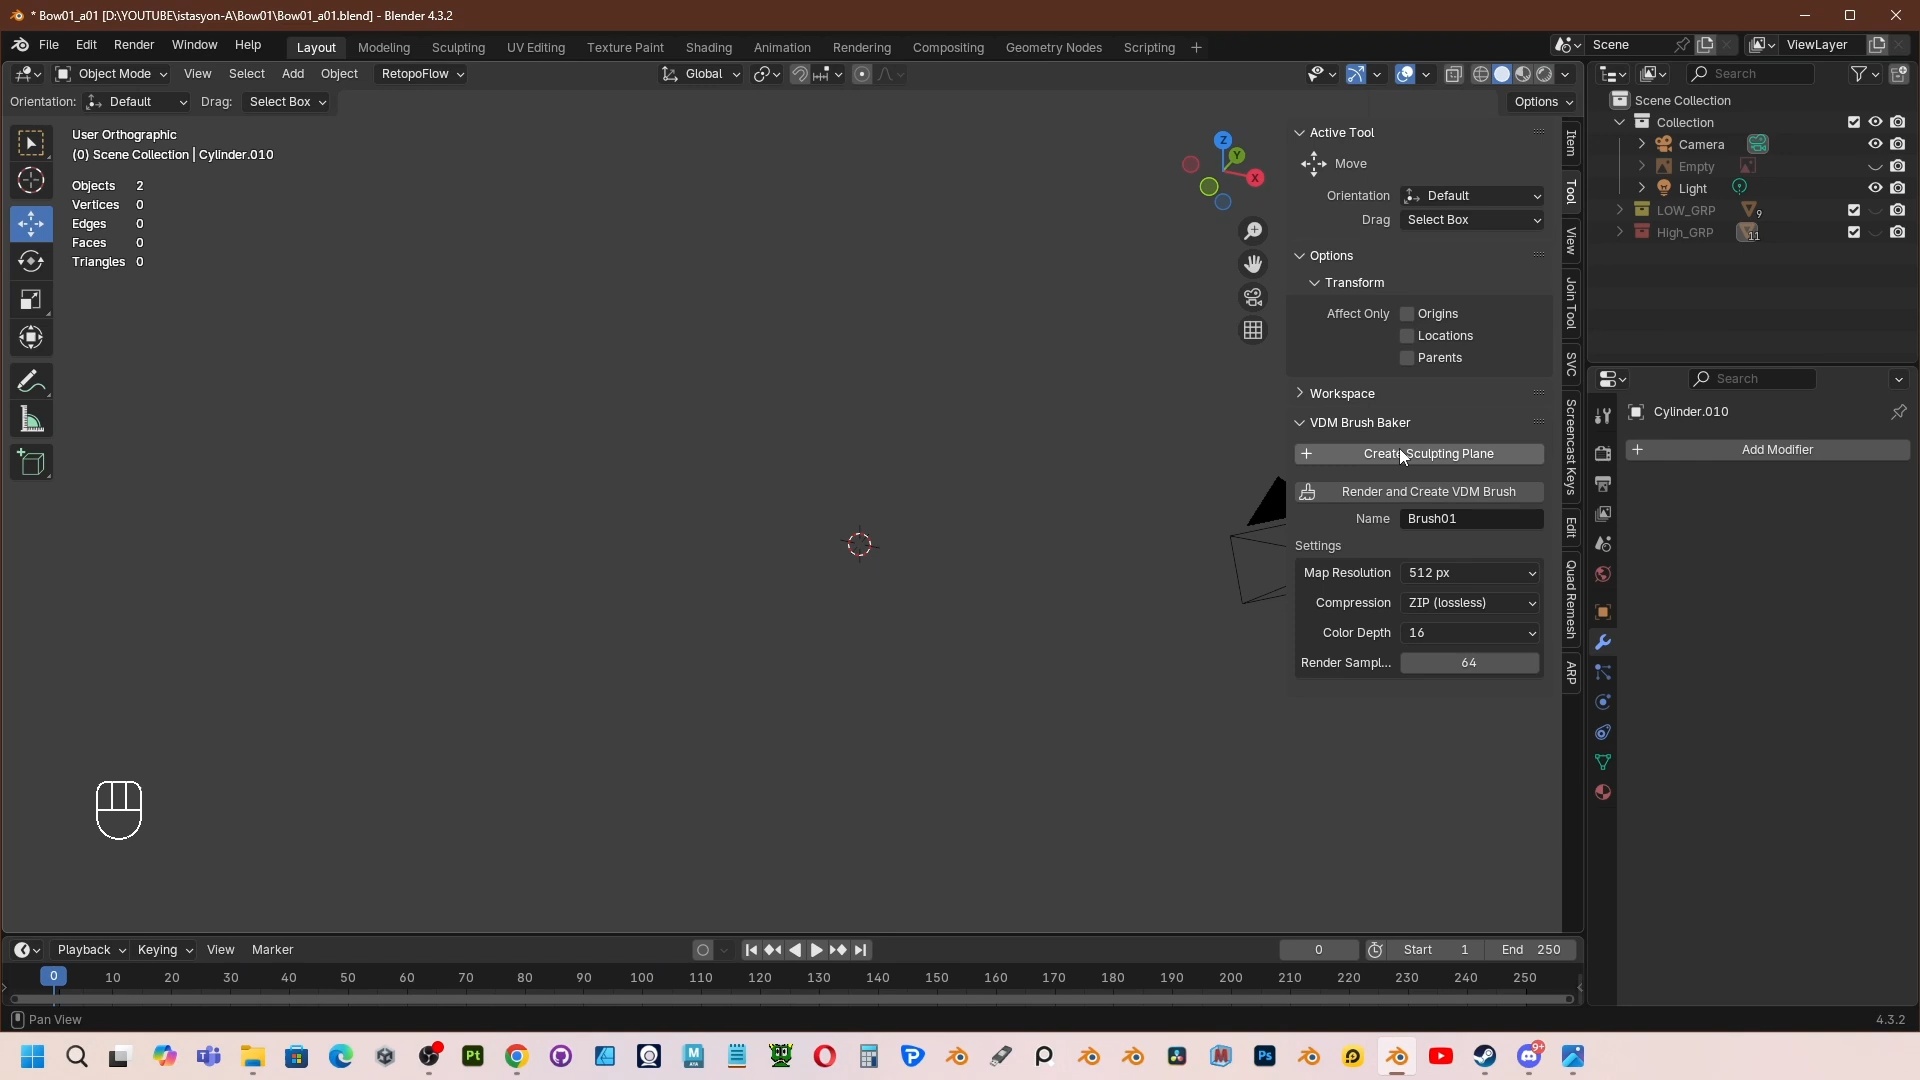 * Bow01_a01 [D:\YOUTUBE\istasyon-A\Bow01\Bow01_a01.blend] - Blender 4.3.2
File Edit Render Window Help
Layout Modeling Sculpting UV Editing Texture Paint Shading Animation Rendering Compositing Geometry Nodes Scripting +
Scene
ViewLayer
Object Mode View Select Add Object RetopoFlow
Global
Search
Orientation: Default Drag: Select Box
Options
User Orthographic
(0) Scene Collection | Cylinder.010
Objects 2
Vertices 0
Edges 0
Faces 0
Triangles 0
Z
Y
X
Active Tool
Move
Orientation Default
Drag Select Box
Options
Transform
Affect Only Origins
Locations
Parents
Workspace
VDM Brush Baker
Create Sculpting Plane
Render and Create VDM Brush
Name Brush01
Settings
Map Resolution 512 px
Compression ZIP (lossless)
Color Depth 16
Render Sampl... 64
Item
Tool
View
Join Tool
SVC
Screencast Keys
Edit
Quad Remesh
ARP
Scene Collection
Collection
Camera
Empty
Light
LOW_GRP 9
High_GRP 11
Search
Cylinder.010
Add Modifier
Playback Keying View Marker
0 Start 1 End 250
0 10 20 30 40 50 60 70 80 90 100 110 120 130 140 150 160 170 180 190 200 210 220 230 240 250
Pan View
4.3.2
Pt
Ps
9+